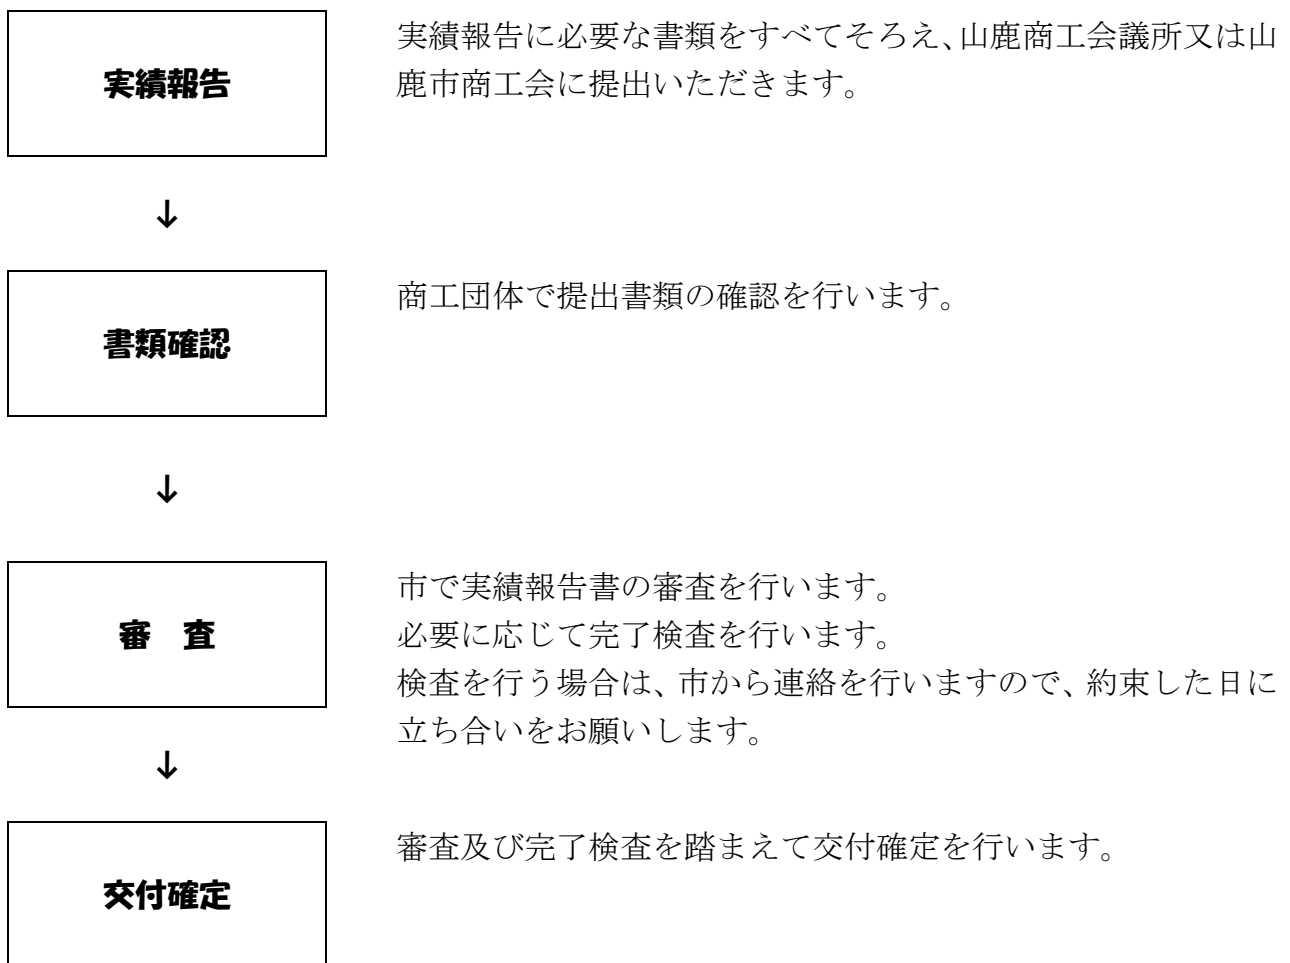 実績報告
実績報告に必要な書類をすべてそろえ、山鹿商工会議所又は山
鹿市商工会に提出いただきます。
↓
書類確認
商工団体で提出書類の確認を行います。
↓
審　査
市で実績報告書の審査を行います。
必要に応じて完了検査を行います。
検査を行う場合は、市から連絡を行いますので、約束した日に
立ち合いをお願いします。
↓
交付確定
審査及び完了検査を踏まえて交付確定を行います。